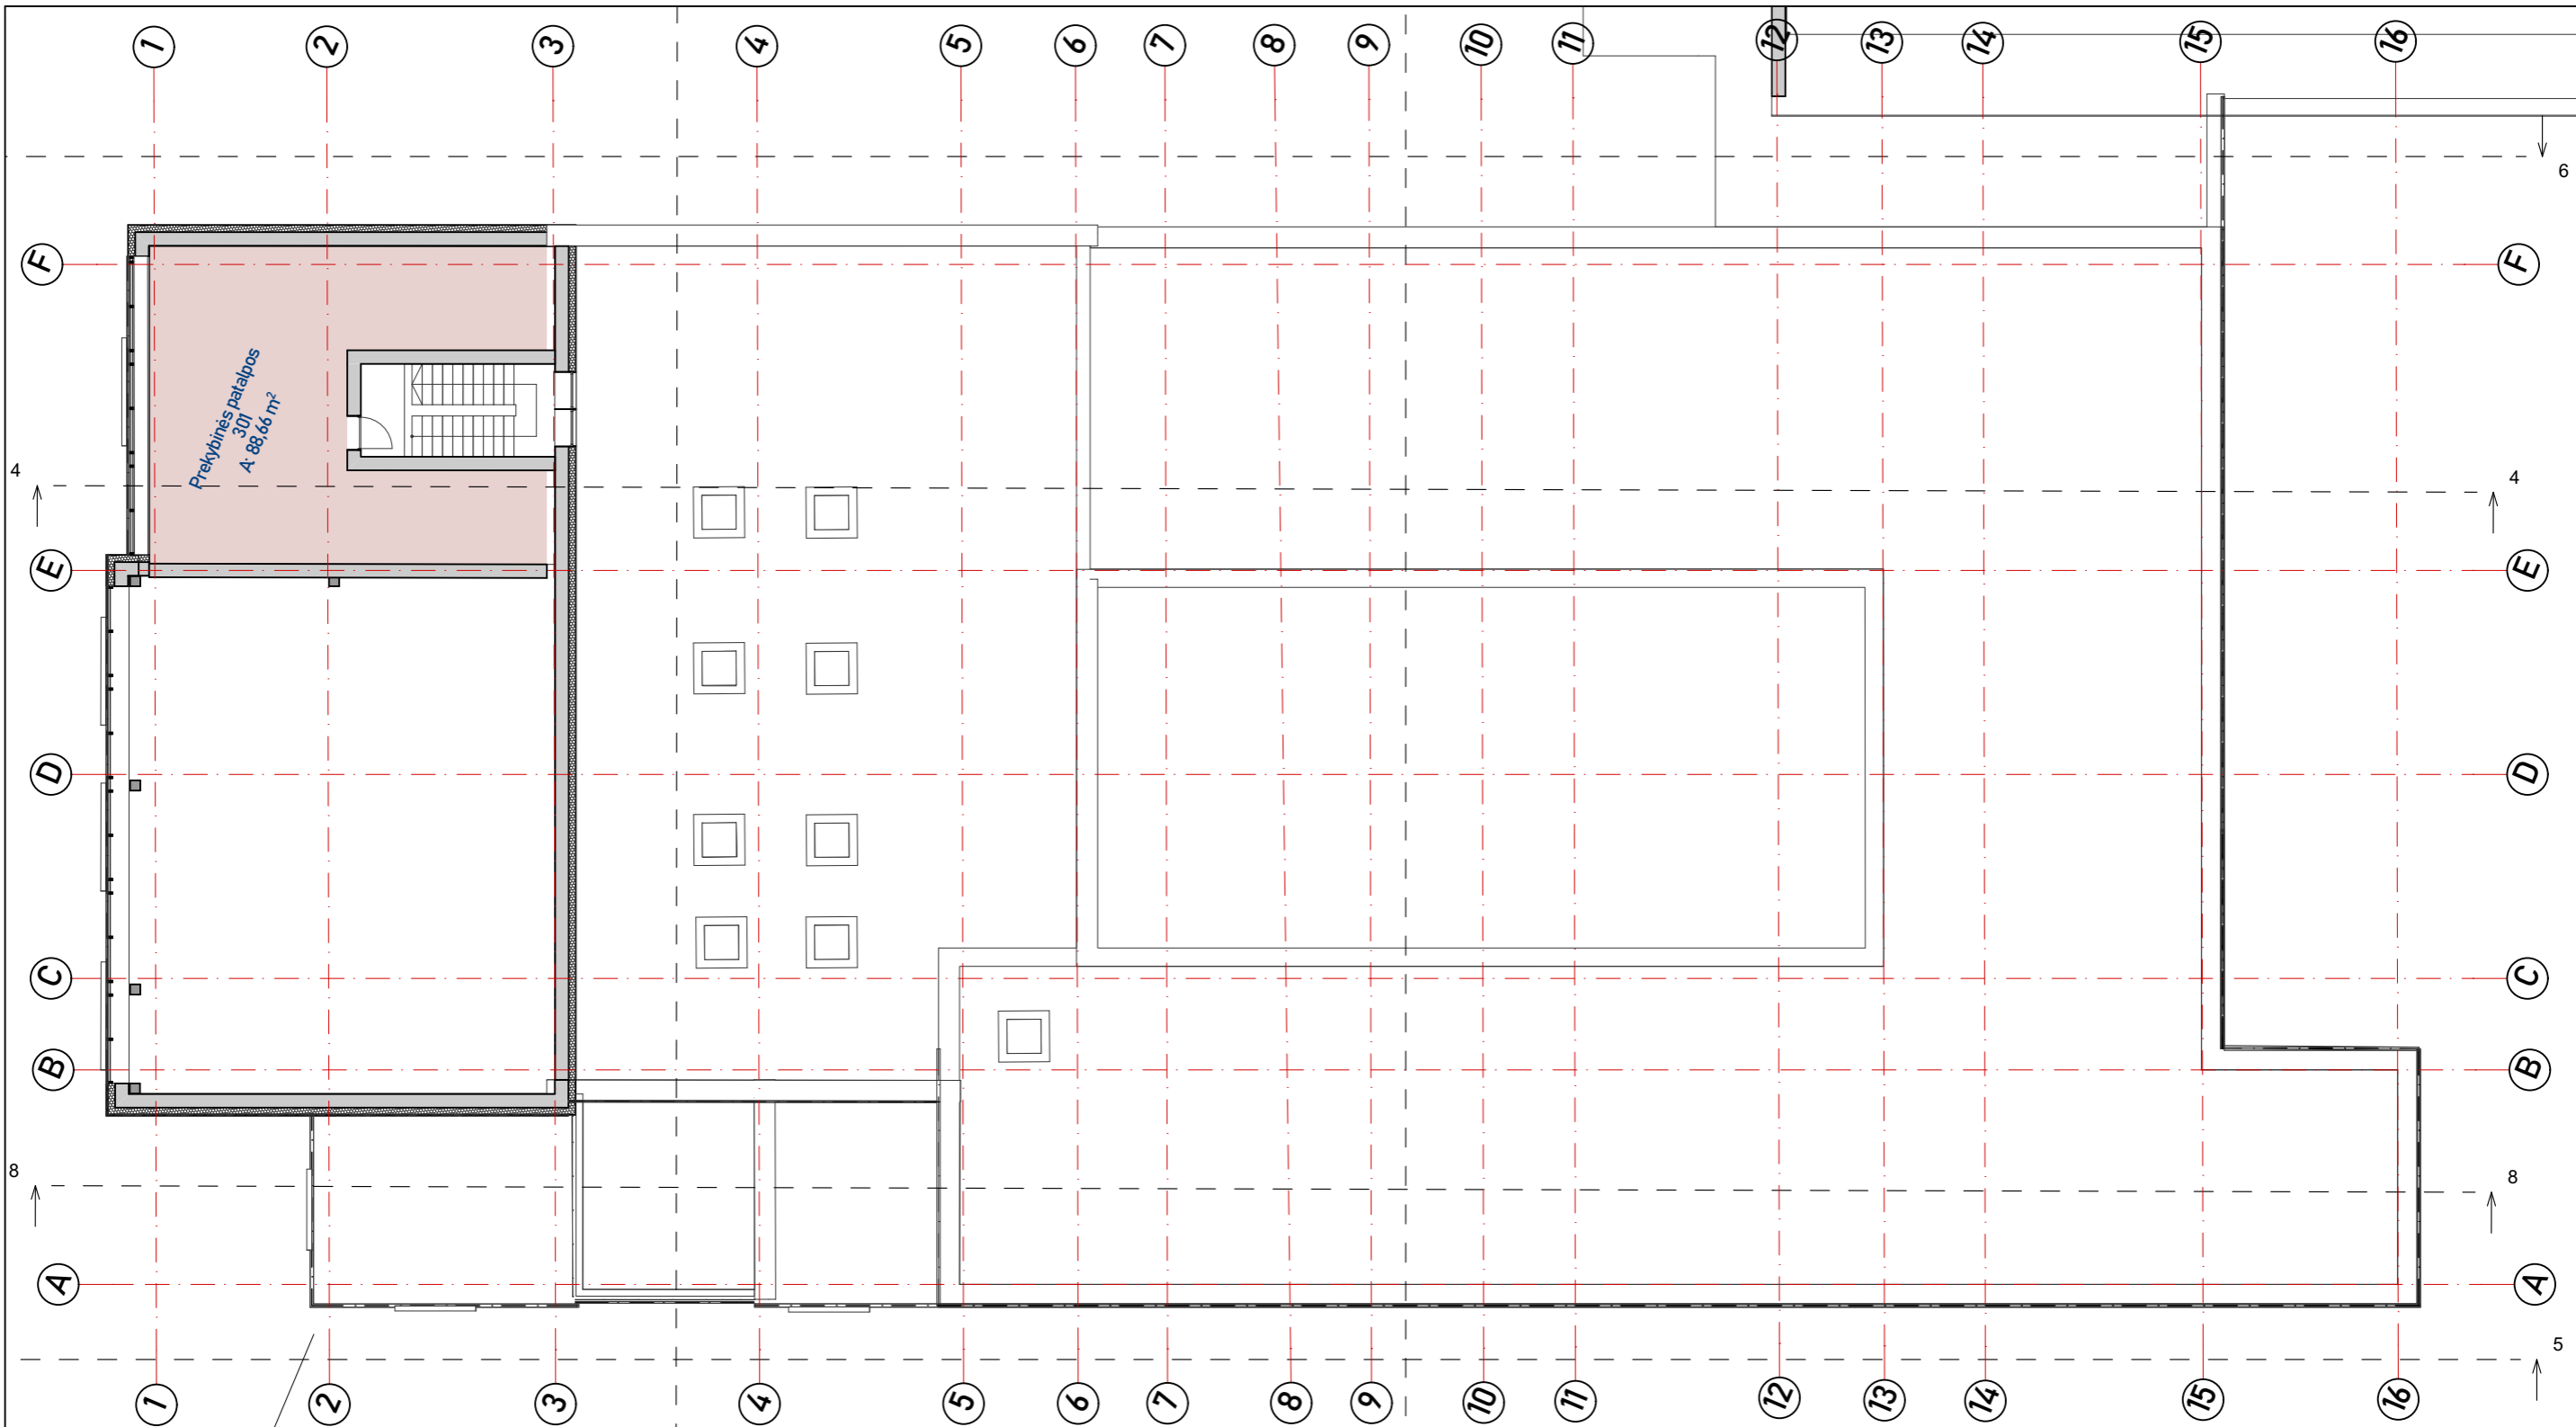 1 2 3 4 5 6 7 8 9 10 11 12 13 14 15 16
6
F F
Prekybinės patalpos
301
A: 88,66 m²
4 4
E E
D D
C C
B B
8 8
A A
5
1 2 3 4 5 6 7 8 9 10 11 12 13 14 15 16